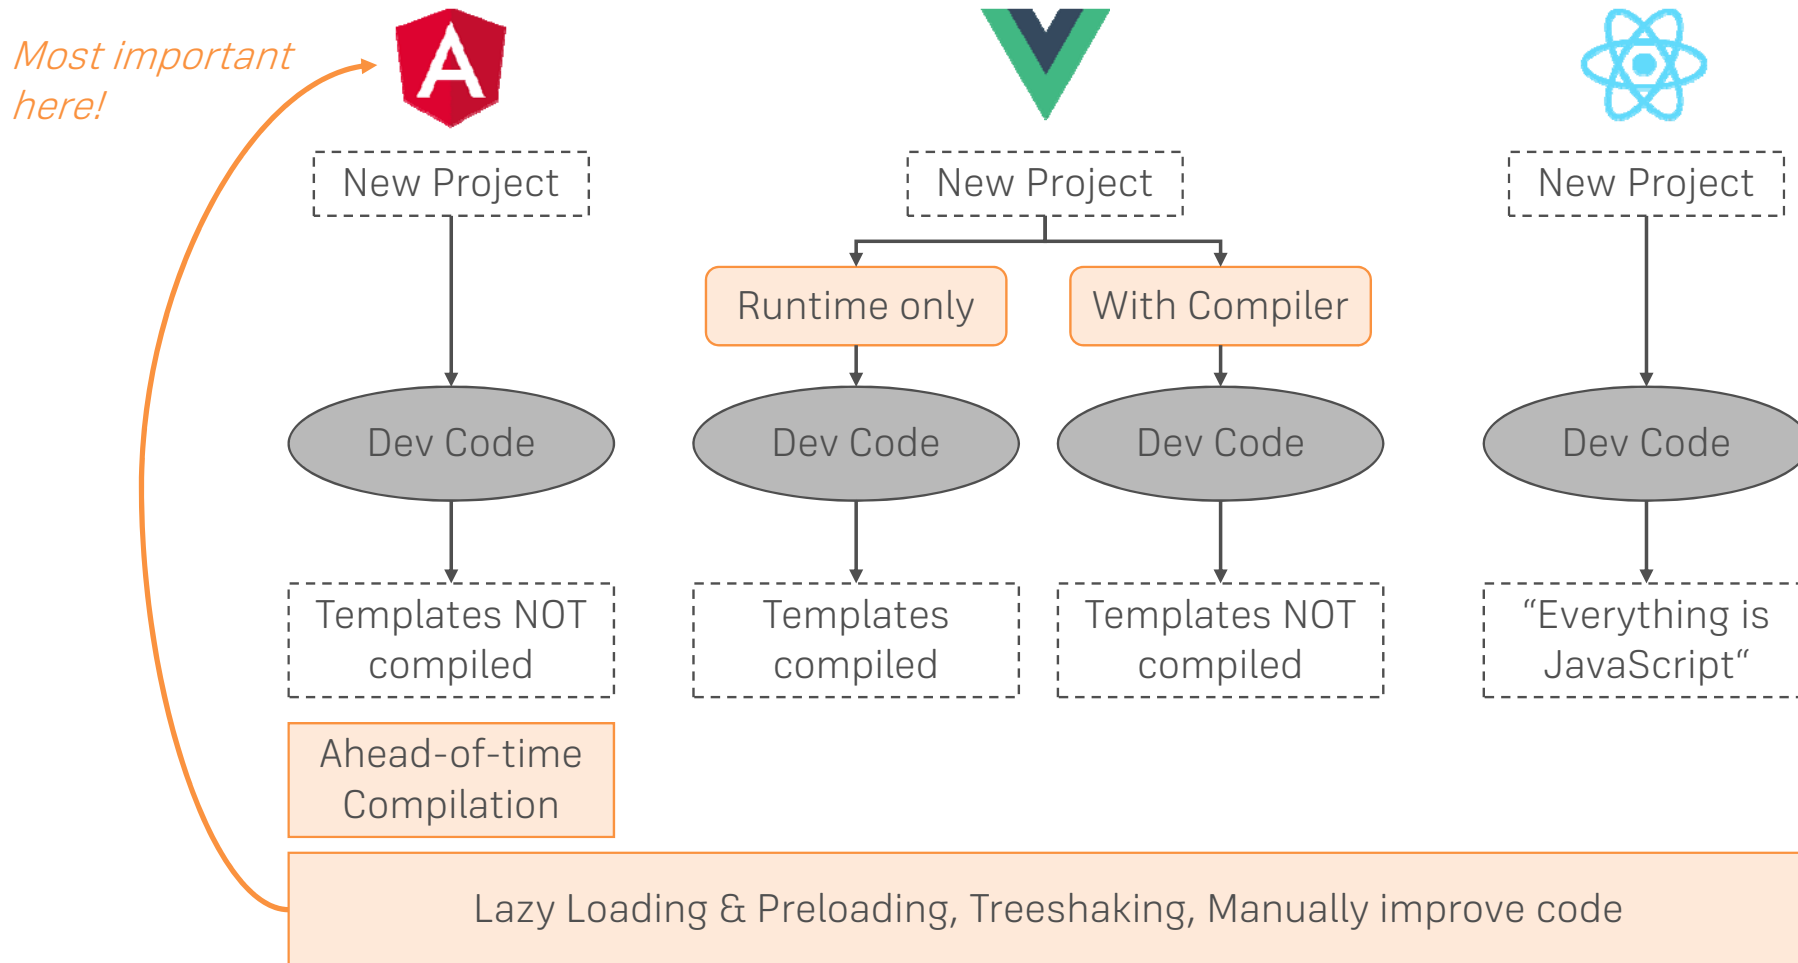 Most important
here!
A
New Project
New Project
New Project
Runtime only
With Compiler
Dev Code
Dev Code
Dev Code
Dev Code
Templates NOT
compiled
Templates
compiled
Templates NOT
compiled
“Everything is
JavaScript“
Ahead-of-time
Compilation
Lazy Loading & Preloading, Treeshaking, Manually improve code